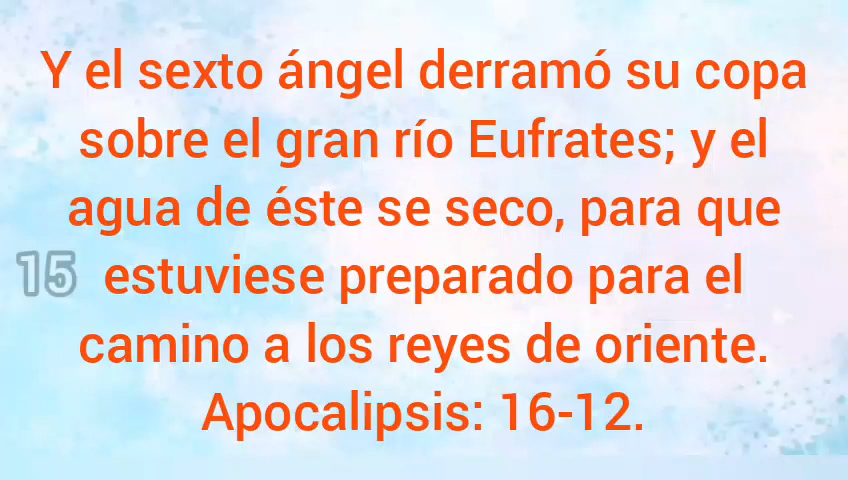 Y el sexto ángel derramó su copa
sobre el gran río Eufrates; y el
agua de éste se seco, para que
15
estuviese preparado para el
camino a los reyes de oriente.
Apocalipsis: 16-12.